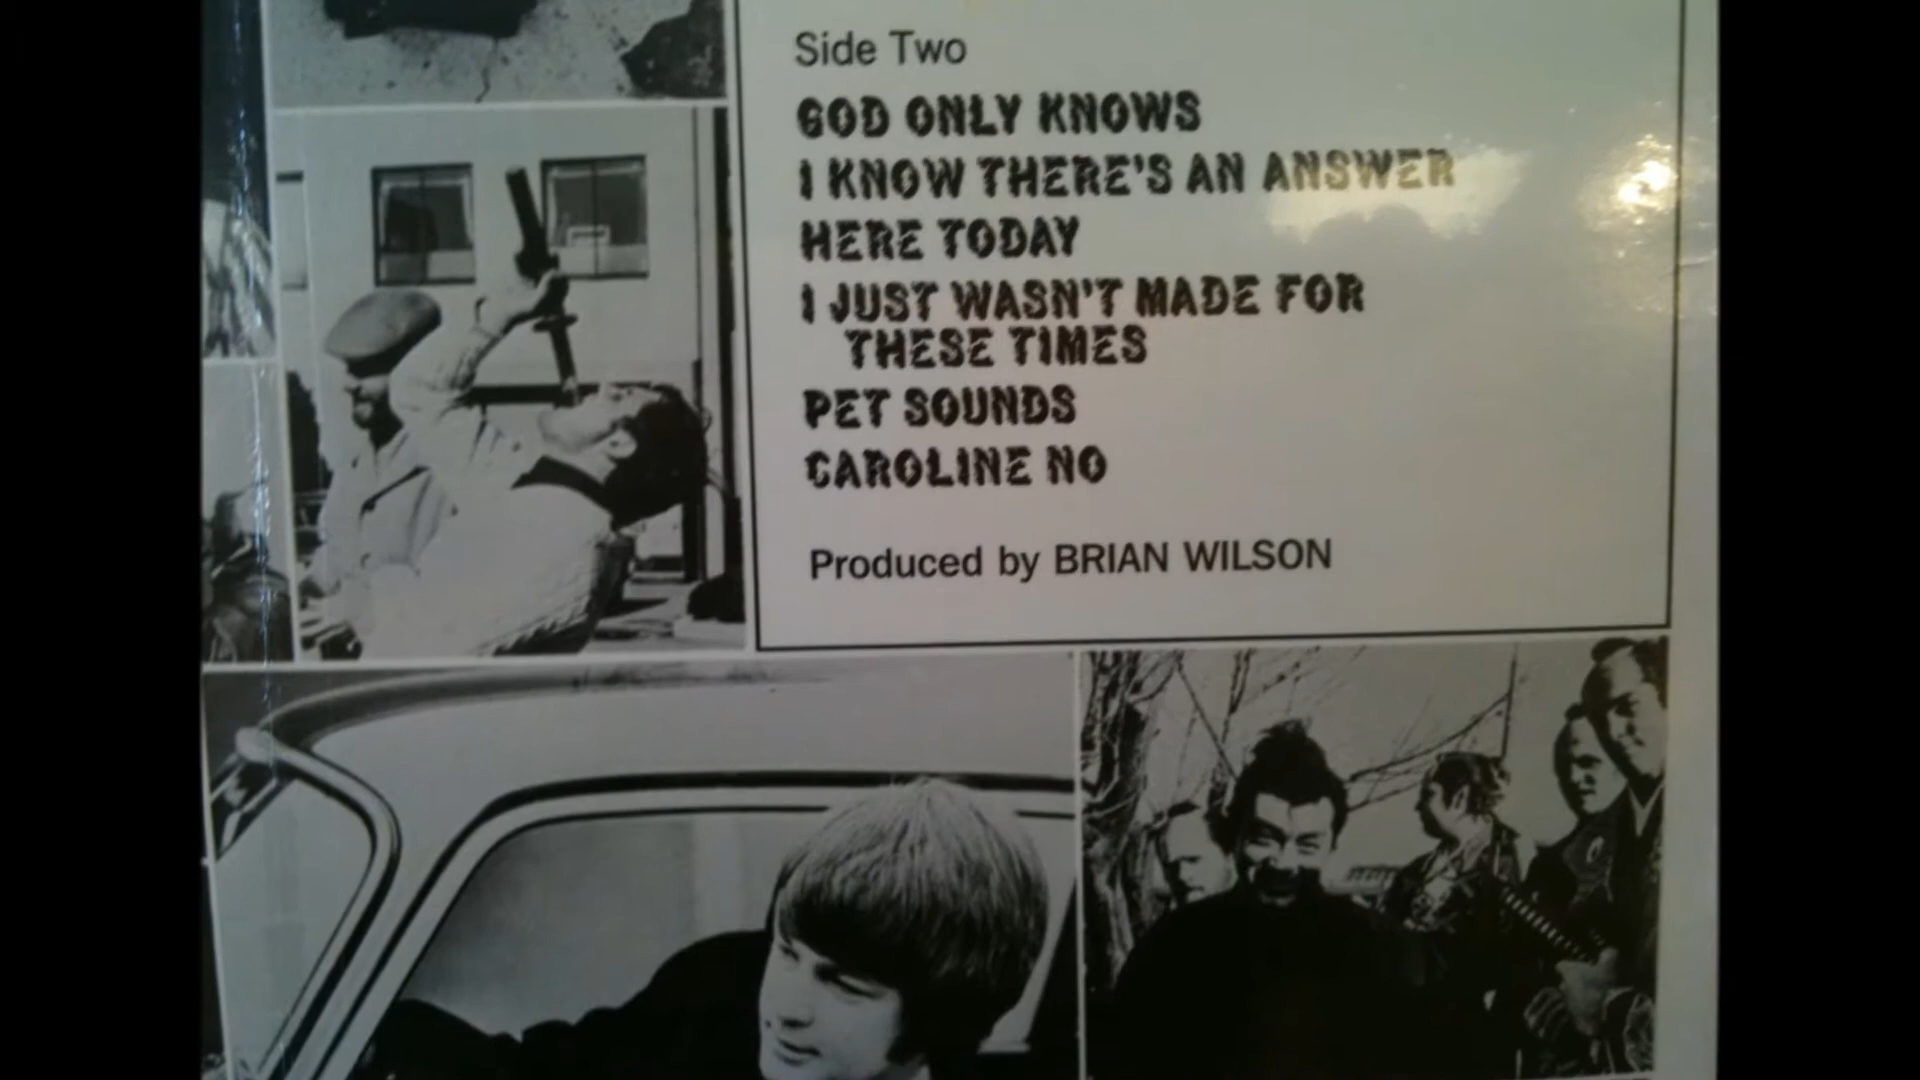 Side Two
GOD ONLY KNOWS
I KNOW THERE'S AN ANSWER
HERE TODAY
I JUST WASN'T MADE FOR
THESE TIMES
PET SOUNDS
CAROLINE NO
Produced by BRIAN WILSON